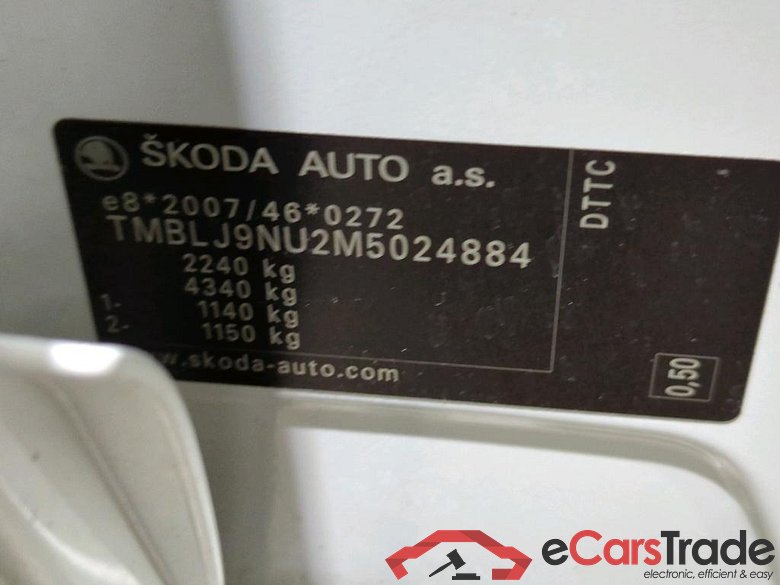 ŠKODA AUTO a.s.
e8*2007/46*0272
TMBLJ9NU2M5024884
2240 kg
4340 kg
1- 1140 kg
2- 1150 kg
.skoda-auto.com
DTTC
0,50
eCarsTrade
electronic, efficient & easy